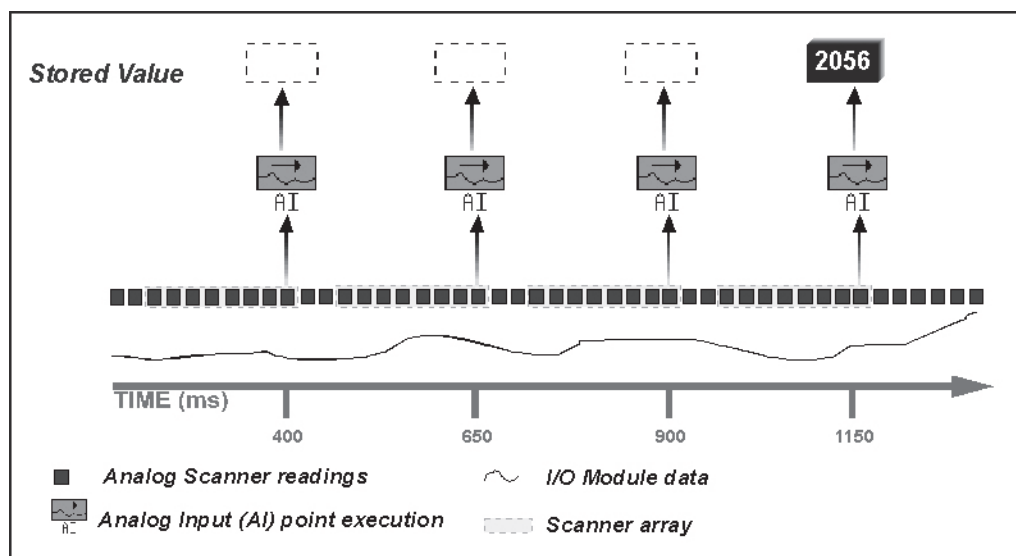 Stored Value
2056
AI AI AI AI
TIME (ms)
400 650 900 1150
Analog Scanner readings
I/O Module data
AI
Analog Input (AI) point execution
Scanner array